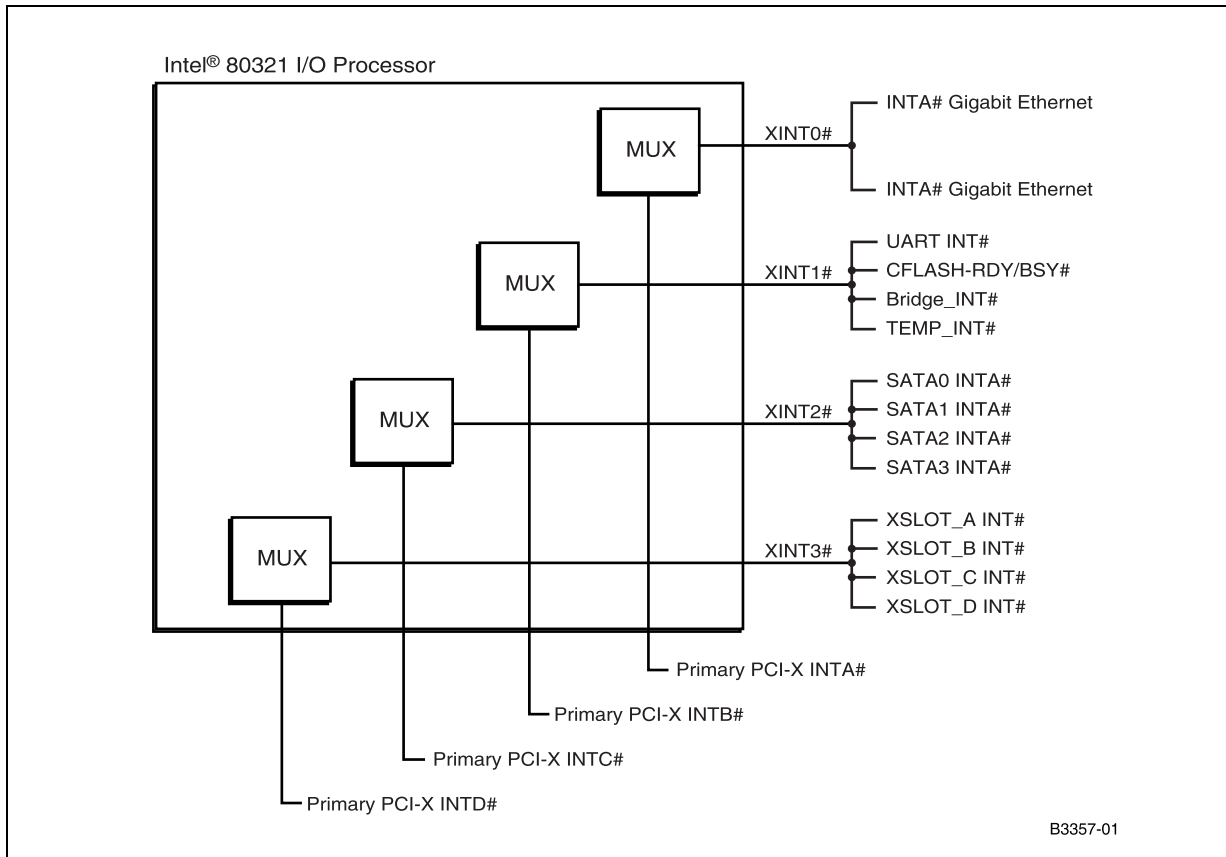 Intel® 80321 I/O Processor
MUX
XINT0#
INTA# Gigabit Ethernet
INTA# Gigabit Ethernet
MUX
XINT1#
UART INT#
CFLASH-RDY/BSY#
Bridge_INT#
TEMP_INT#
MUX
XINT2#
SATA0 INTA#
SATA1 INTA#
SATA2 INTA#
SATA3 INTA#
MUX
XINT3#
XSLOT_A INT#
XSLOT_B INT#
XSLOT_C INT#
XSLOT_D INT#
Primary PCI-X INTA#
Primary PCI-X INTB#
Primary PCI-X INTC#
Primary PCI-X INTD#
B3357-01